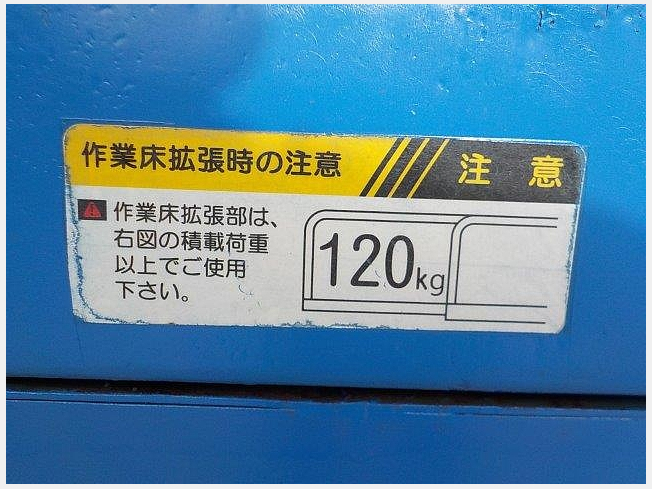 作業床拡張時の注意
注 意
作業床拡張部は、
右図の積載荷重
以上でご使用
下さい。
120kg